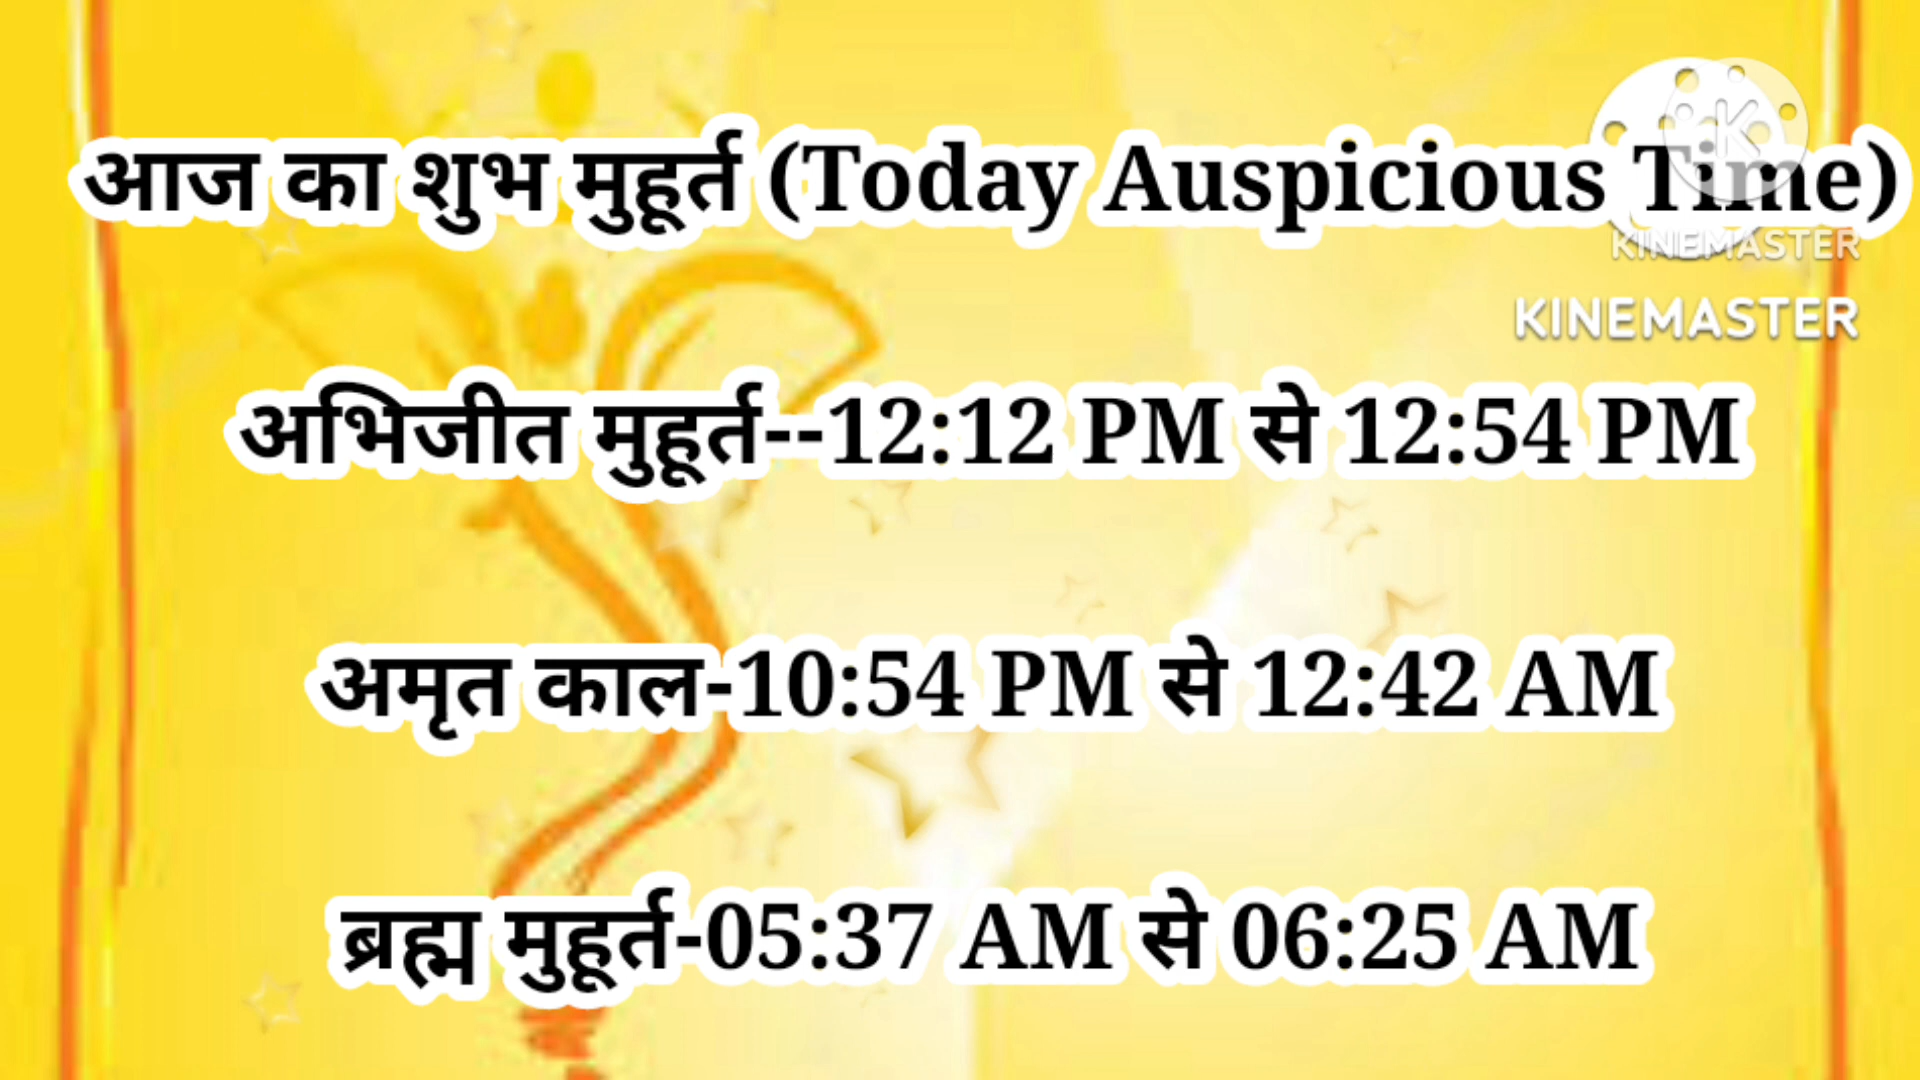 आज का शुभ मुहूर्त (Today Auspicious Time)
KINEMASTER
KINEMASTER
अभिजीत मुहूर्त--12:12 PM से 12:54 PM
अमृत काल-10:54 PM से 12:42 AM
ब्रह्म मुहूर्त-05:37 AM से 06:25 AM